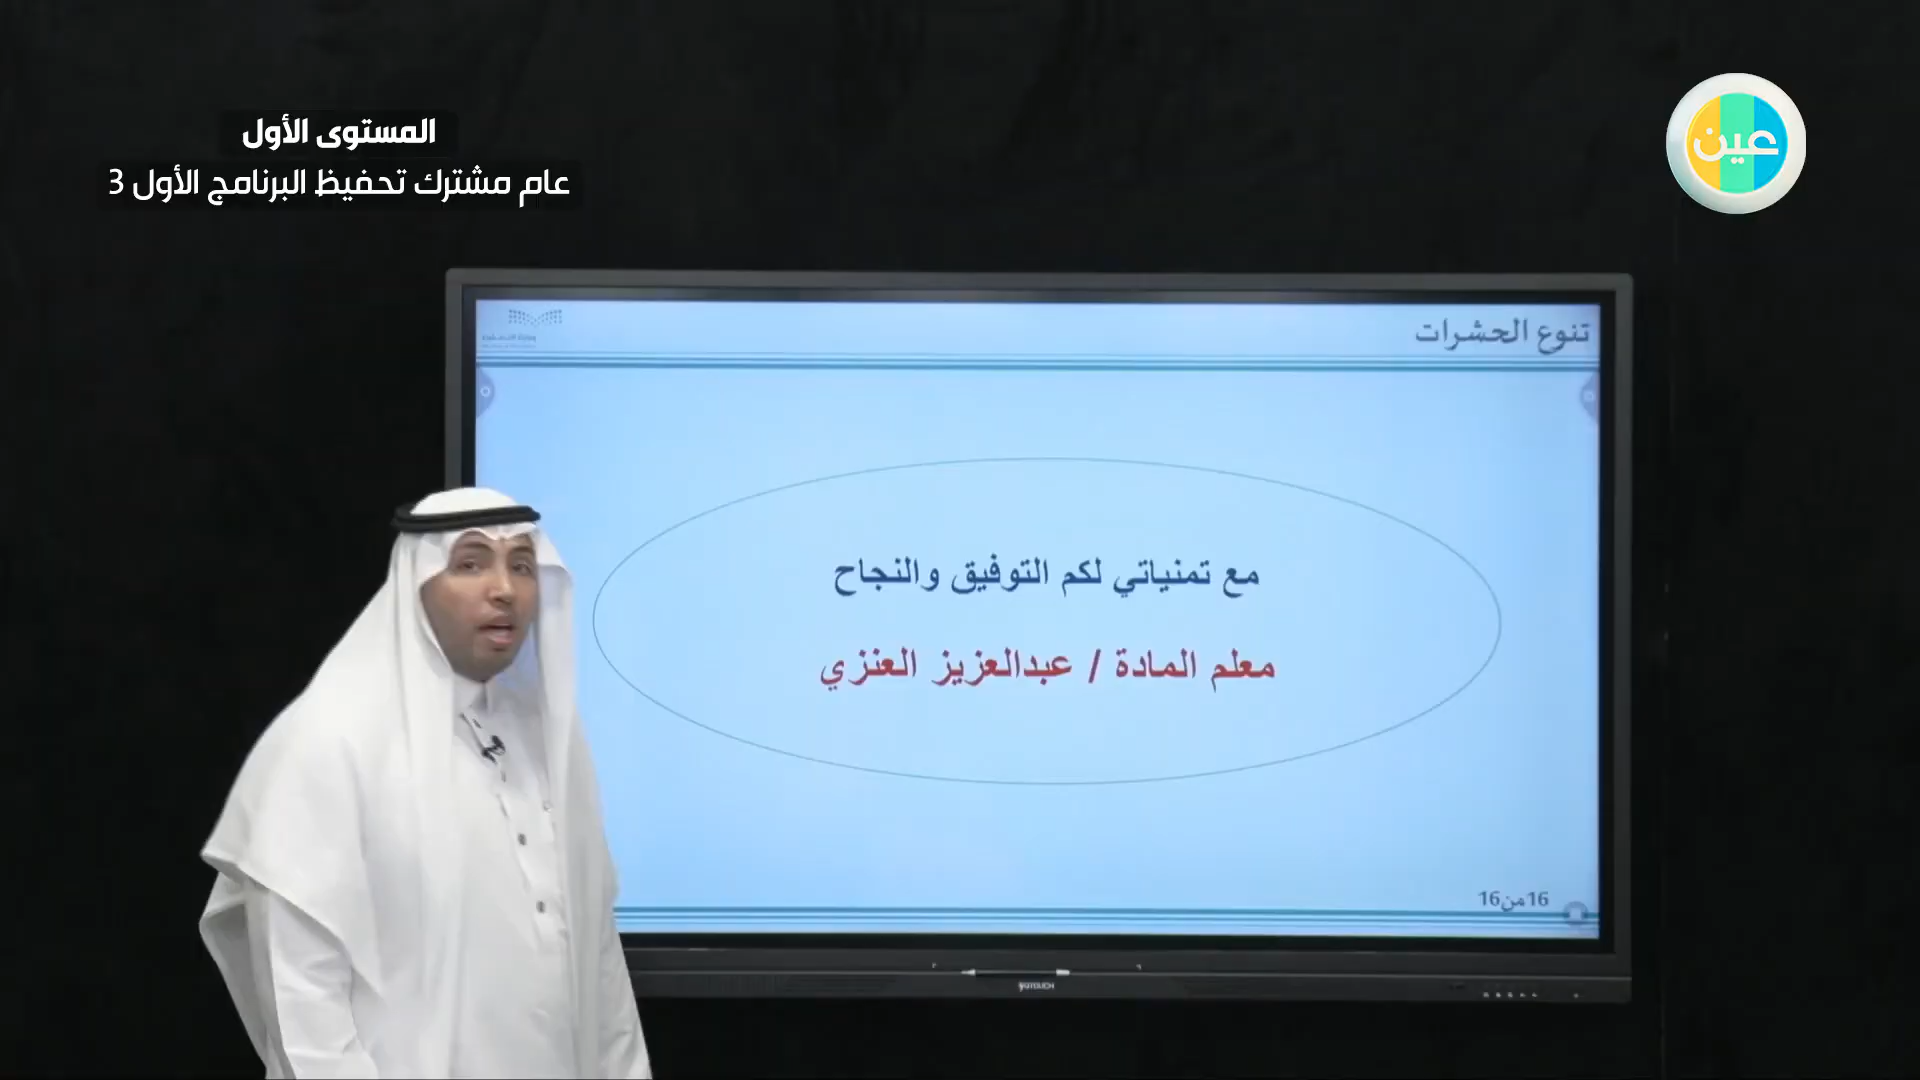 المستوى الأول
عام مشترك تحفيظ البرنامج الأول 3
عين
تنوع الحشرات
مع تمنياتي لكم التوفيق والنجاح
معلم المادة / عبدالعزيز العنزي
16من16